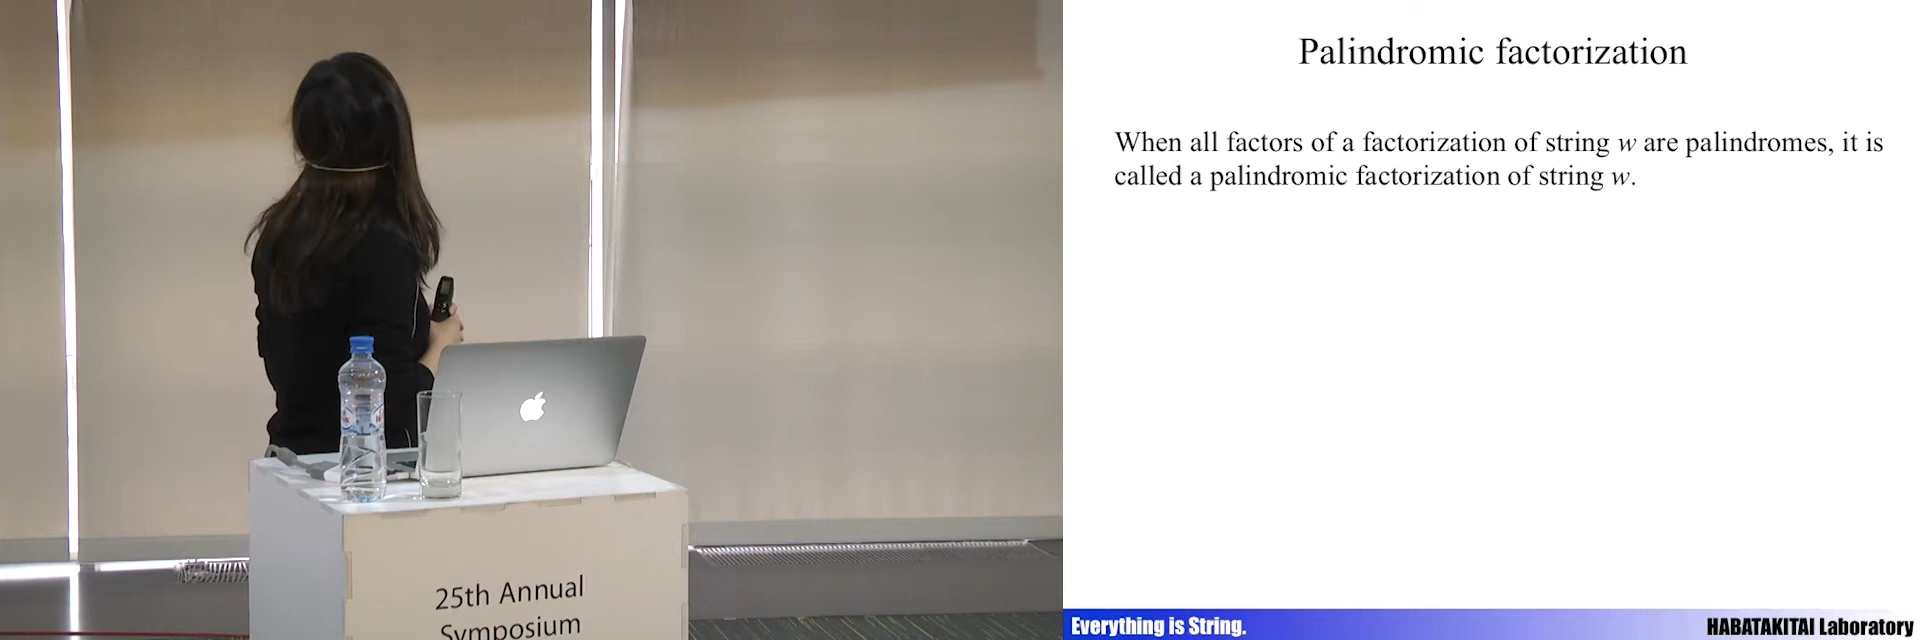 25th Annual
Symposium
Palindromic factorization
When all factors of a factorization of string w are palindromes, it is
called a palindromic factorization of string w.
Everything is String.
HABATAKITAI Laboratory